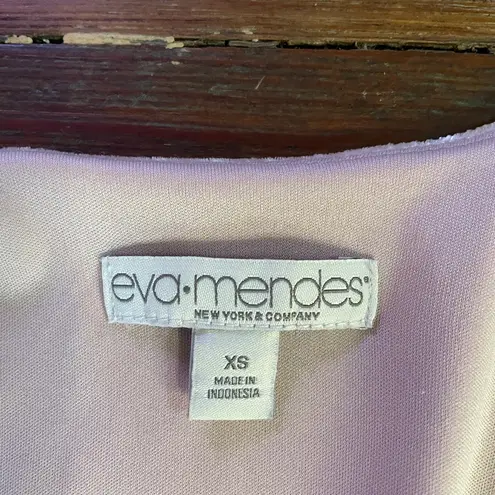 eva•mendes®
NEW YORK & COMPANY
XS
MADE IN
INDONESIA